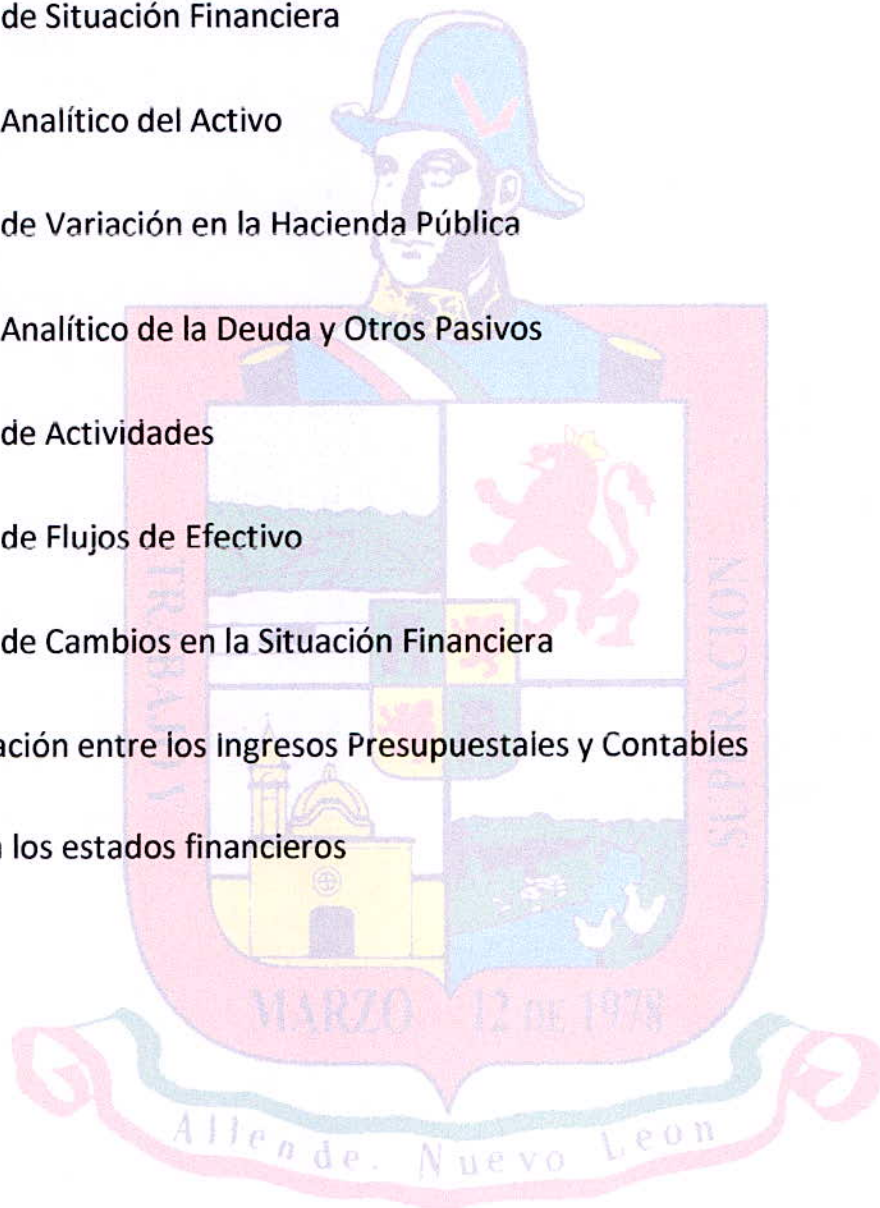 de Situación Financiera
Analítico del Activo
de Variación en la Hacienda Pública
Analítico de la Deuda y Otros Pasivos
de Actividades
de Flujos de Efectivo
de Cambios en la Situación Financiera
ación entre los Ingresos Presupuestales y Contables
los estados financieros
TRABAJO Y
SUPERACION
MARZO 12 DE 1978
Allende. Nuevo Leon